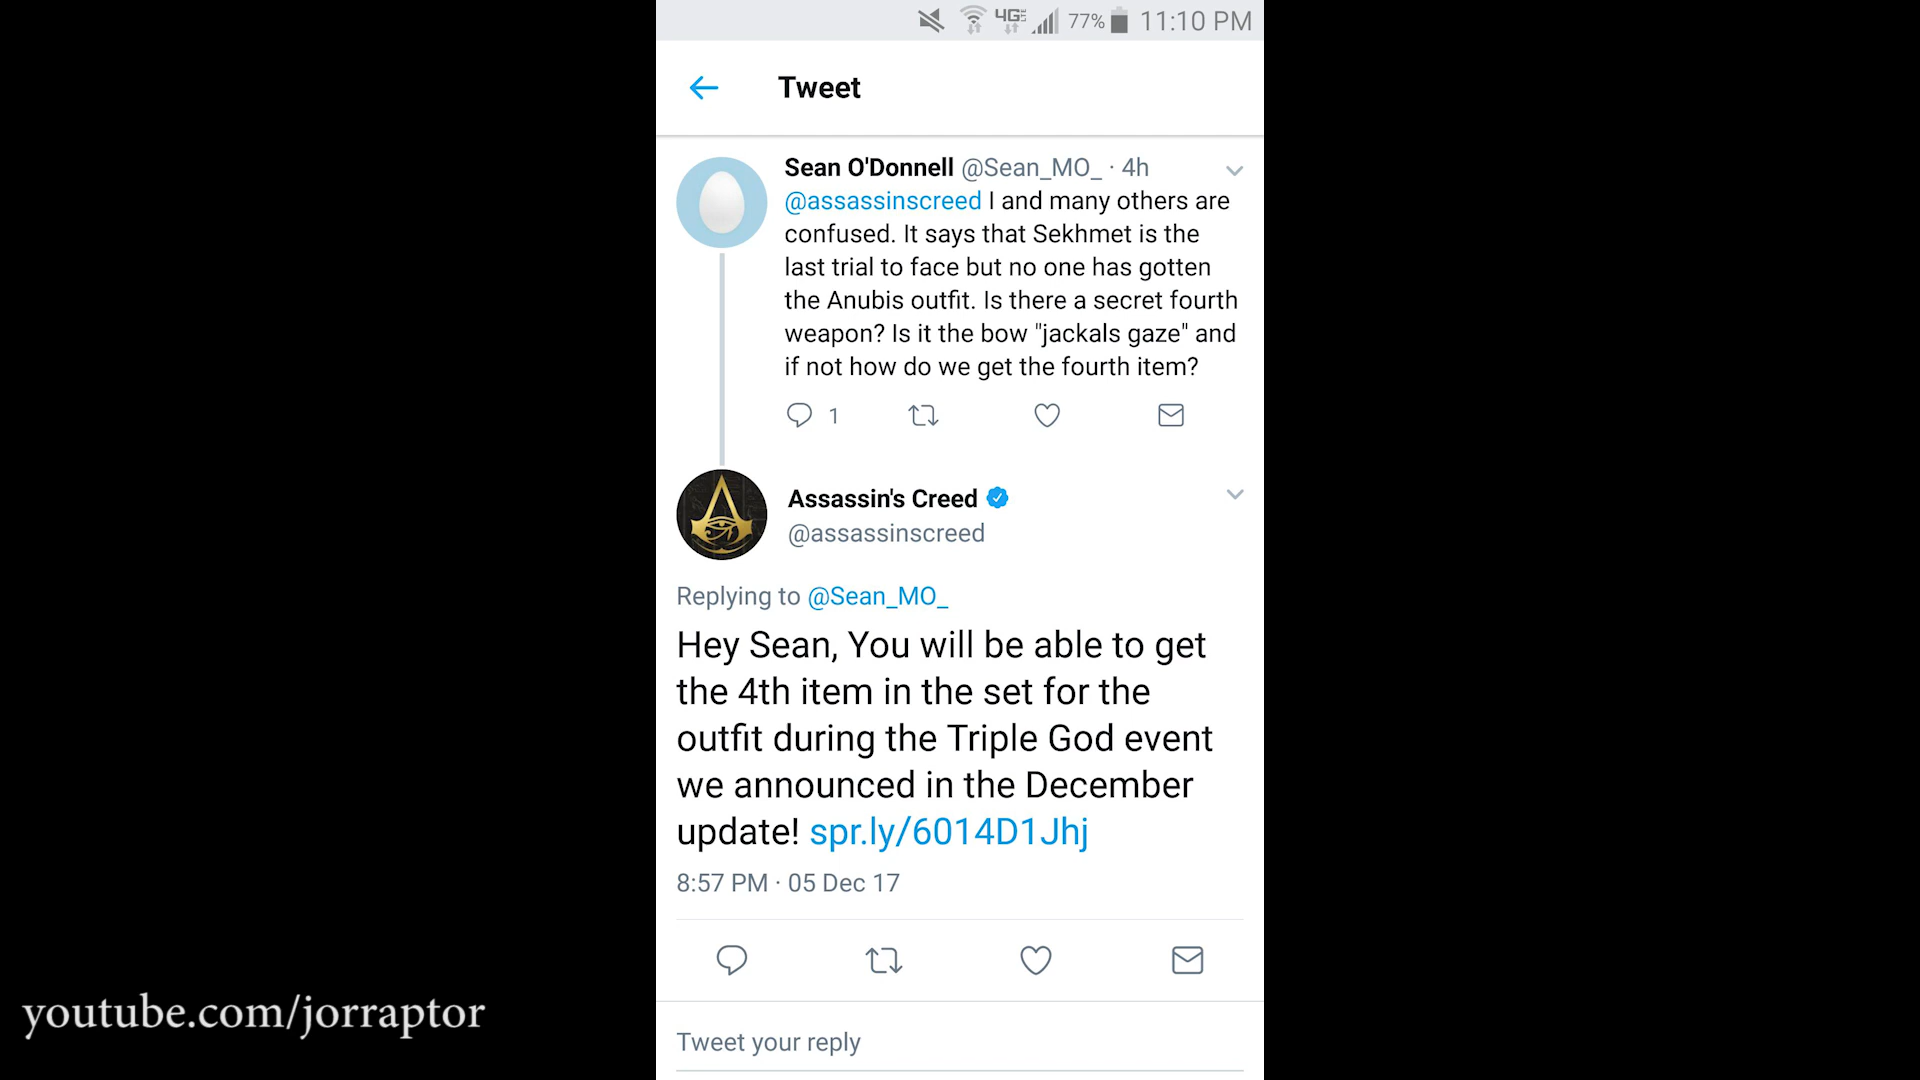 4G LTE 77% 11:10 PM
Tweet
Sean O'Donnell @Sean_MO_ · 4h
@assassinscreed I and many others are
confused. It says that Sekhmet is the
last trial to face but no one has gotten
the Anubis outfit. Is there a secret fourth
weapon? Is it the bow "jackals gaze" and
if not how do we get the fourth item?
1
Assassin's Creed
@assassinscreed
Replying to @Sean_MO_
Hey Sean, You will be able to get
the 4th item in the set for the
outfit during the Triple God event
we announced in the December
update! spr.ly/6014D1Jhj
8:57 PM · 05 Dec 17
Tweet your reply
youtube.com/jorraptor